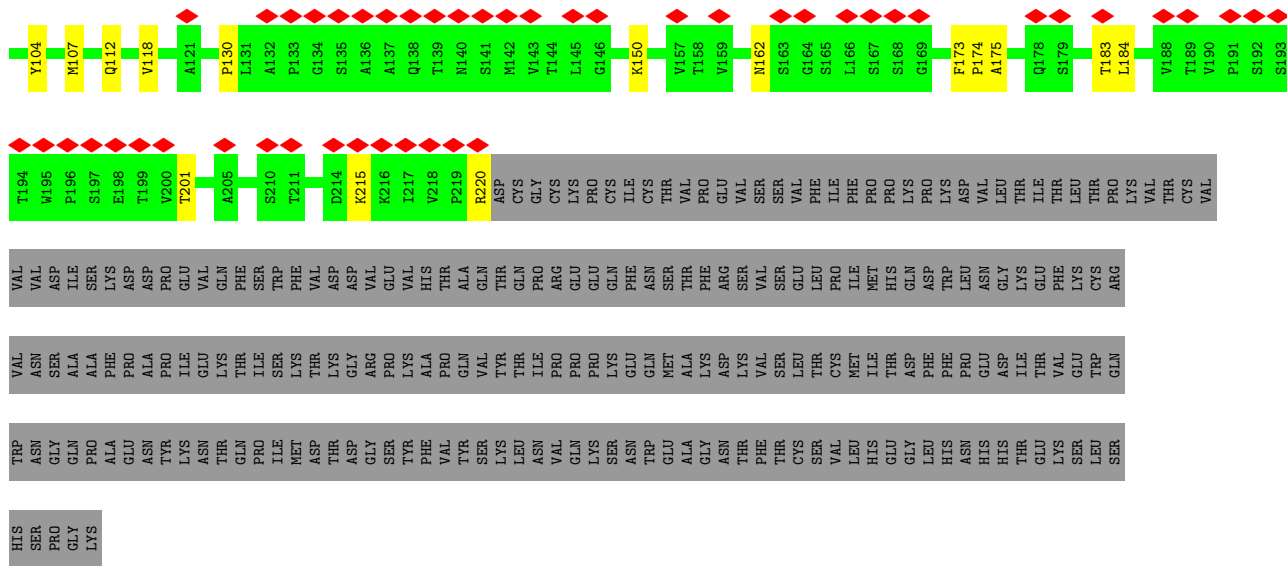 Y104 M107 Q112 V118 A121 P130 L131 A132 P133 G134 S135 A136 A137 Q138 T139 N140 S141 M142 V143 T144 L145 G146 K150 V157 T158 V159 N162 S163 G164 S165 L166 S167 S168 G169 F173 P174 A175 Q178 S179 T183 L184 V188 T189 V190 P191 S192 S193
T194 W195 P196 S197 E198 T199 V200 T201 A205 S210 T211 D214 K215 K216 I217 V218 P219 R220 ASP CYS GLY CYS LYS PRO CYS ILE CYS THR VAL PRO GLU VAL SER SER VAL PHE ILE PHE PRO PRO LYS PRO LYS ASP VAL LEU THR ILE THR LEU THR PRO LYS VAL THR CYS VAL
VAL VAL ASP ILE SER LYS ASP ASP PRO GLU VAL GLN PHE SER TRP PHE VAL ASP ASP VAL GLU VAL HIS THR ALA GLN THR GLN PRO ARG GLU GLU GLN PHE ASN SER THR PHE ARG SER VAL SER GLU LEU PRO ILE MET HIS GLN ASP TRP LEU ASN GLY LYS GLU PHE LYS CYS ARG
VAL ASN SER ALA ALA PHE PRO ALA PRO ILE GLU LYS THR ILE SER LYS THR LYS GLY ARG PRO LYS ALA PRO GLN VAL TYR THR ILE PRO PRO PRO LYS GLU GLN MET ALA LYS ASP LYS VAL SER LEU THR CYS MET ILE THR ASP PHE PHE PRO GLU ASP ILE THR VAL GLU TRP GLN
TRP ASN GLY GLN PRO ALA GLU ASN TYR LYS ASN THR GLN PRO ILE MET ASP THR ASP GLY SER TYR PHE VAL TYR SER LYS LEU ASN VAL GLN LYS SER ASN TRP GLU ALA GLY ASN THR PHE THR CYS SER VAL LEU HIS GLU GLY LEU HIS ASN HIS HIS THR GLU LYS SER LEU SER
HIS SER PRO GLY LYS